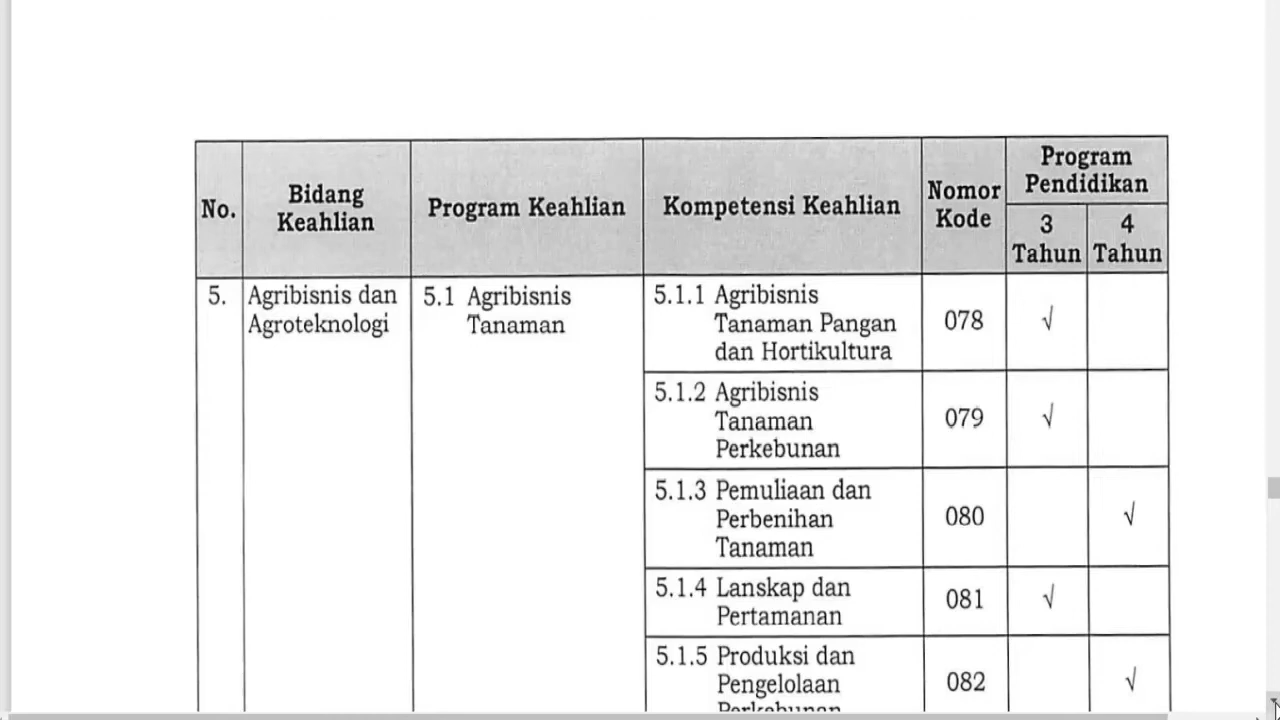 No.
Bidang
Keahlian
Program Keahlian
Kompetensi Keahlian
Nomor
Kode
Program
Pendidikan
3
Tahun
4
Tahun
5.
Agribisnis dan
Agroteknologi
5.1 Agribisnis
Tanaman
5.1.1 Agribisnis
Tanaman Pangan
dan Hortikultura
078
√
5.1.2 Agribisnis
Tanaman
Perkebunan
079
√
5.1.3 Pemuliaan dan
Perbenihan
Tanaman
080
√
5.1.4 Lanskap dan
Pertamanan
081
√
5.1.5 Produksi dan
Pengelolaan
Perkebunan
082
√